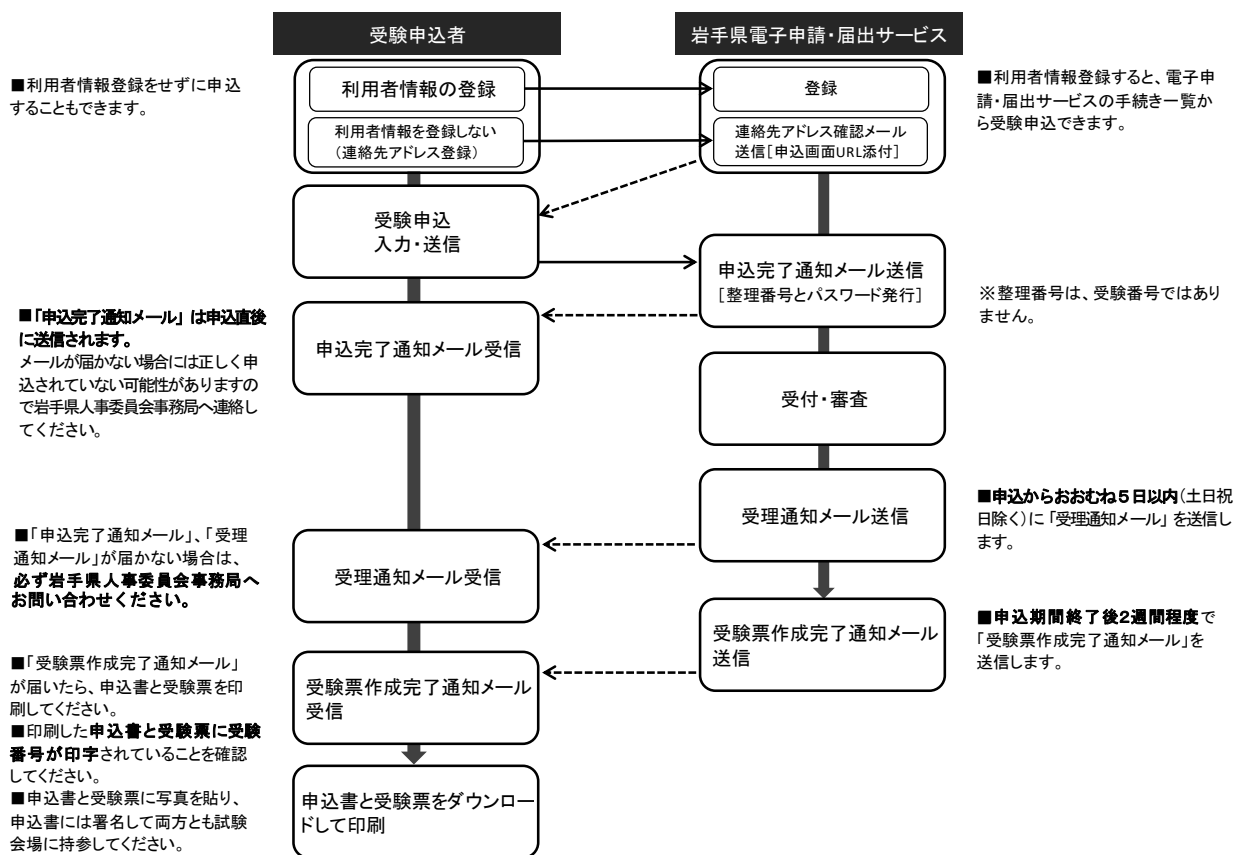 受験申込者
岩手県電子申請・届出サービス
■利用者情報登録をせずに申込
することもできます。
利用者情報の登録
登録
■利用者情報登録すると、電子申
請・届出サービスの手続き一覧か
ら受験申込できます。
利用者情報を登録しない
（連絡先アドレス登録）
連絡先アドレス確認メール
送信[申込画面URL添付]
受験申込
入力・送信
申込完了通知メール送信
[整理番号とパスワード発行]
※整理番号は、受験番号ではあり
ません。
■「申込完了通知メール」は申込直後
に送信されます。
メールが届かない場合には正しく申
込されていない可能性がありますの
で岩手県人事委員会事務局へ連絡し
てください。
申込完了通知メール受信
受付・審査
受理通知メール送信
■申込からおおむね５日以内(土日祝
日除く)に「受理通知メール」を送信し
ます。
■「申込完了通知メール」、「受理
通知メール」が届かない場合は、
必ず岩手県人事委員会事務局へ
お問い合わせください。
受理通知メール受信
受験票作成完了通知メール
送信
■申込期間終了後2週間程度で
「受験票作成完了通知メール」を
送信します。
■「受験票作成完了通知メール」
が届いたら、申込書と受験票を印
刷してください。
■印刷した申込書と受験票に受験
番号が印字されていることを確認
してください。
■申込書と受験票に写真を貼り、
申込書には署名して両方とも試験
会場に持参してください。
受験票作成完了通知メール
受信
申込書と受験票をダウンロー
ドして印刷